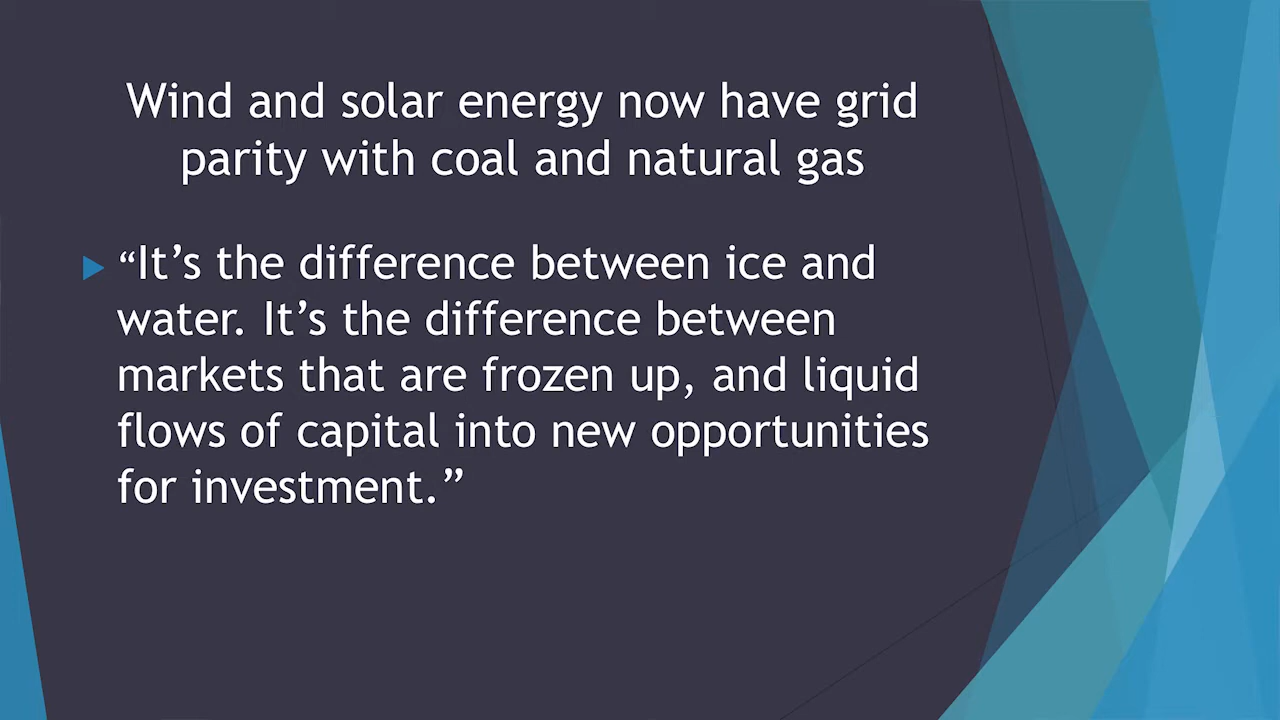 Wind and solar energy now have grid
parity with coal and natural gas
“It’s the difference between ice and
water. It’s the difference between
markets that are frozen up, and liquid
flows of capital into new opportunities
for investment.”